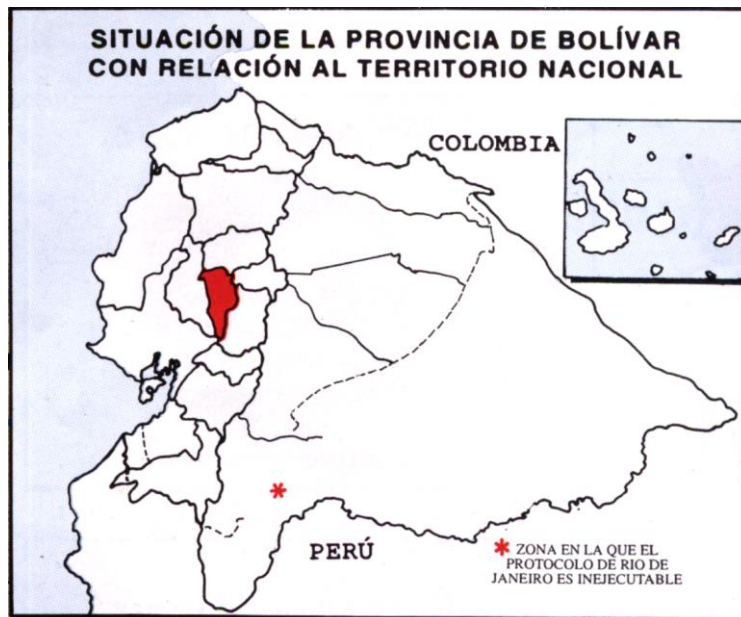 SITUACIÓN DE LA PROVINCIA DE BOLÍVAR
CON RELACIÓN AL TERRITORIO NACIONAL
COLOMBIA
PERÚ
* ZONA EN LA QUE EL
PROTOCOLO DE RIO DE
JANEIRO ES INEJECUTABLE